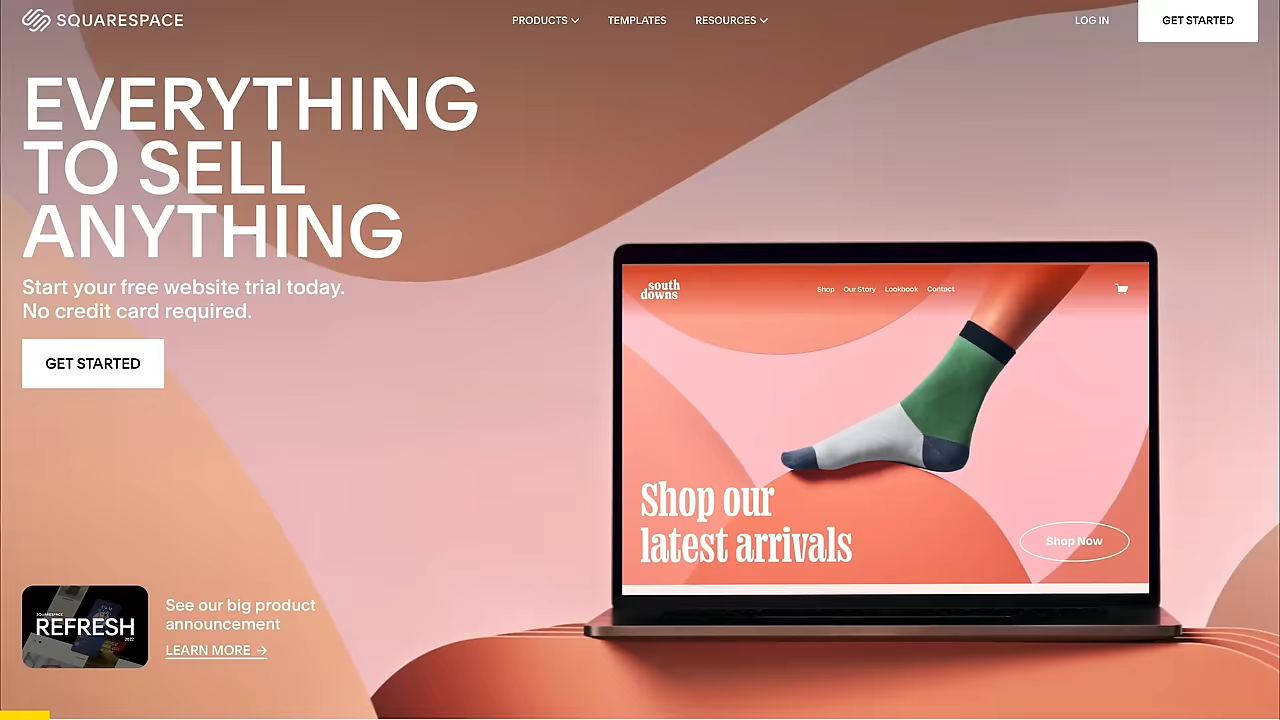 SQUARESPACE
PRODUCTS
TEMPLATES
RESOURCES
LOG IN
GET STARTED
EVERYTHING
TO SELL
ANYTHING
Start your free website trial today.
No credit card required.
GET STARTED
south
downs
Shop
Our Story
Lookbook
Contact
Shop our
latest arrivals
Shop Now
SQUARESPACE
REFRESH
2022
See our big product
announcement
LEARN MORE →